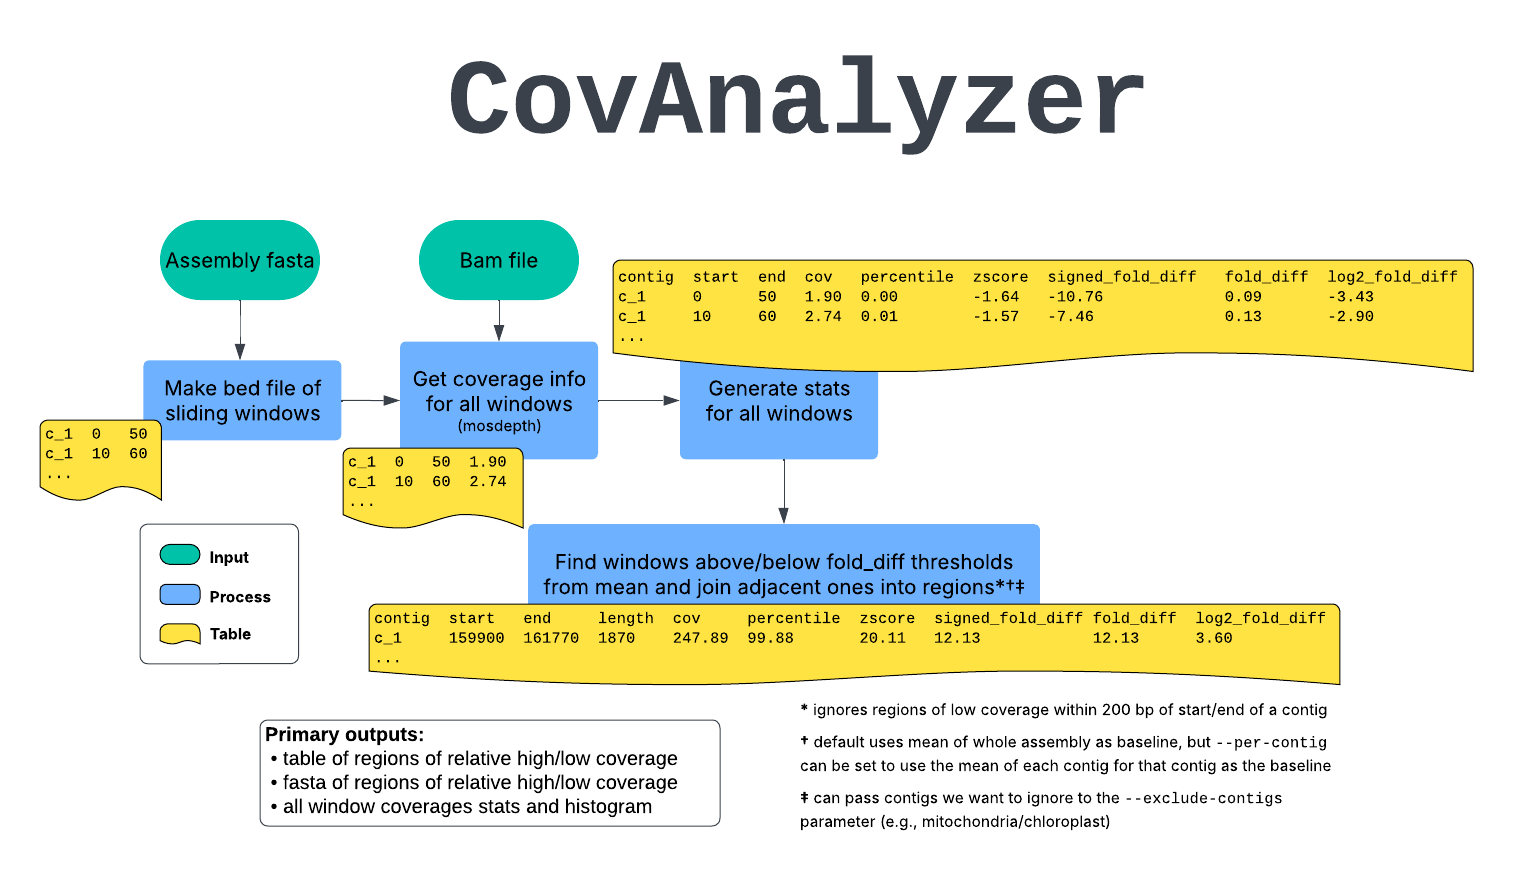 CovAnalyzer
Assembly fasta
Bam file
contig start end cov percentile zscore signed_fold_diff fold_diff log2_fold_diff
c_1 0 50 1.90 0.00 -1.64 -10.76 0.09 -3.43
c_1 10 60 2.74 0.01 -1.57 -7.46 0.13 -2.90
...
Make bed file of
sliding windows
Get coverage info
for all windows
(mosdepth)
Generate stats
for all windows
c_1 0 50
c_1 10 60
...
c_1 0 50 1.90
c_1 10 60 2.74
...
Input
Process
Table
Find windows above/below fold_diff thresholds
from mean and join adjacent ones into regions*†‡
contig start end length cov percentile zscore signed_fold_diff fold_diff log2_fold_diff
c_1 159900 161770 1870 247.89 99.88 20.11 12.13 12.13 3.60
...
Primary outputs:
• table of regions of relative high/low coverage
• fasta of regions of relative high/low coverage
• all window coverages stats and histogram
* ignores regions of low coverage within 200 bp of start/end of a contig
† default uses mean of whole assembly as baseline, but --per-contig
can be set to use the mean of each contig for that contig as the baseline
‡ can pass contigs we want to ignore to the --exclude-contigs
parameter (e.g., mitochondria/chloroplast)